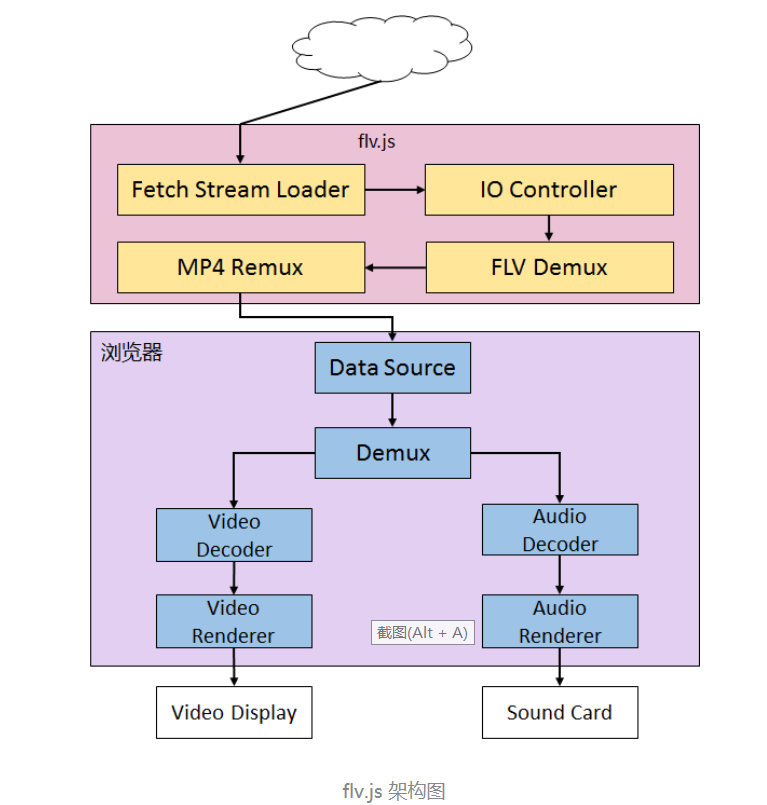 flv.js
Fetch Stream Loader
IO Controller
MP4 Remux
FLV Demux
浏览器
Data Source
Demux
Video
Decoder
Audio
Decoder
Video
Renderer
截图(Alt + A)
Audio
Renderer
Video Display
Sound Card
flv.js 架构图